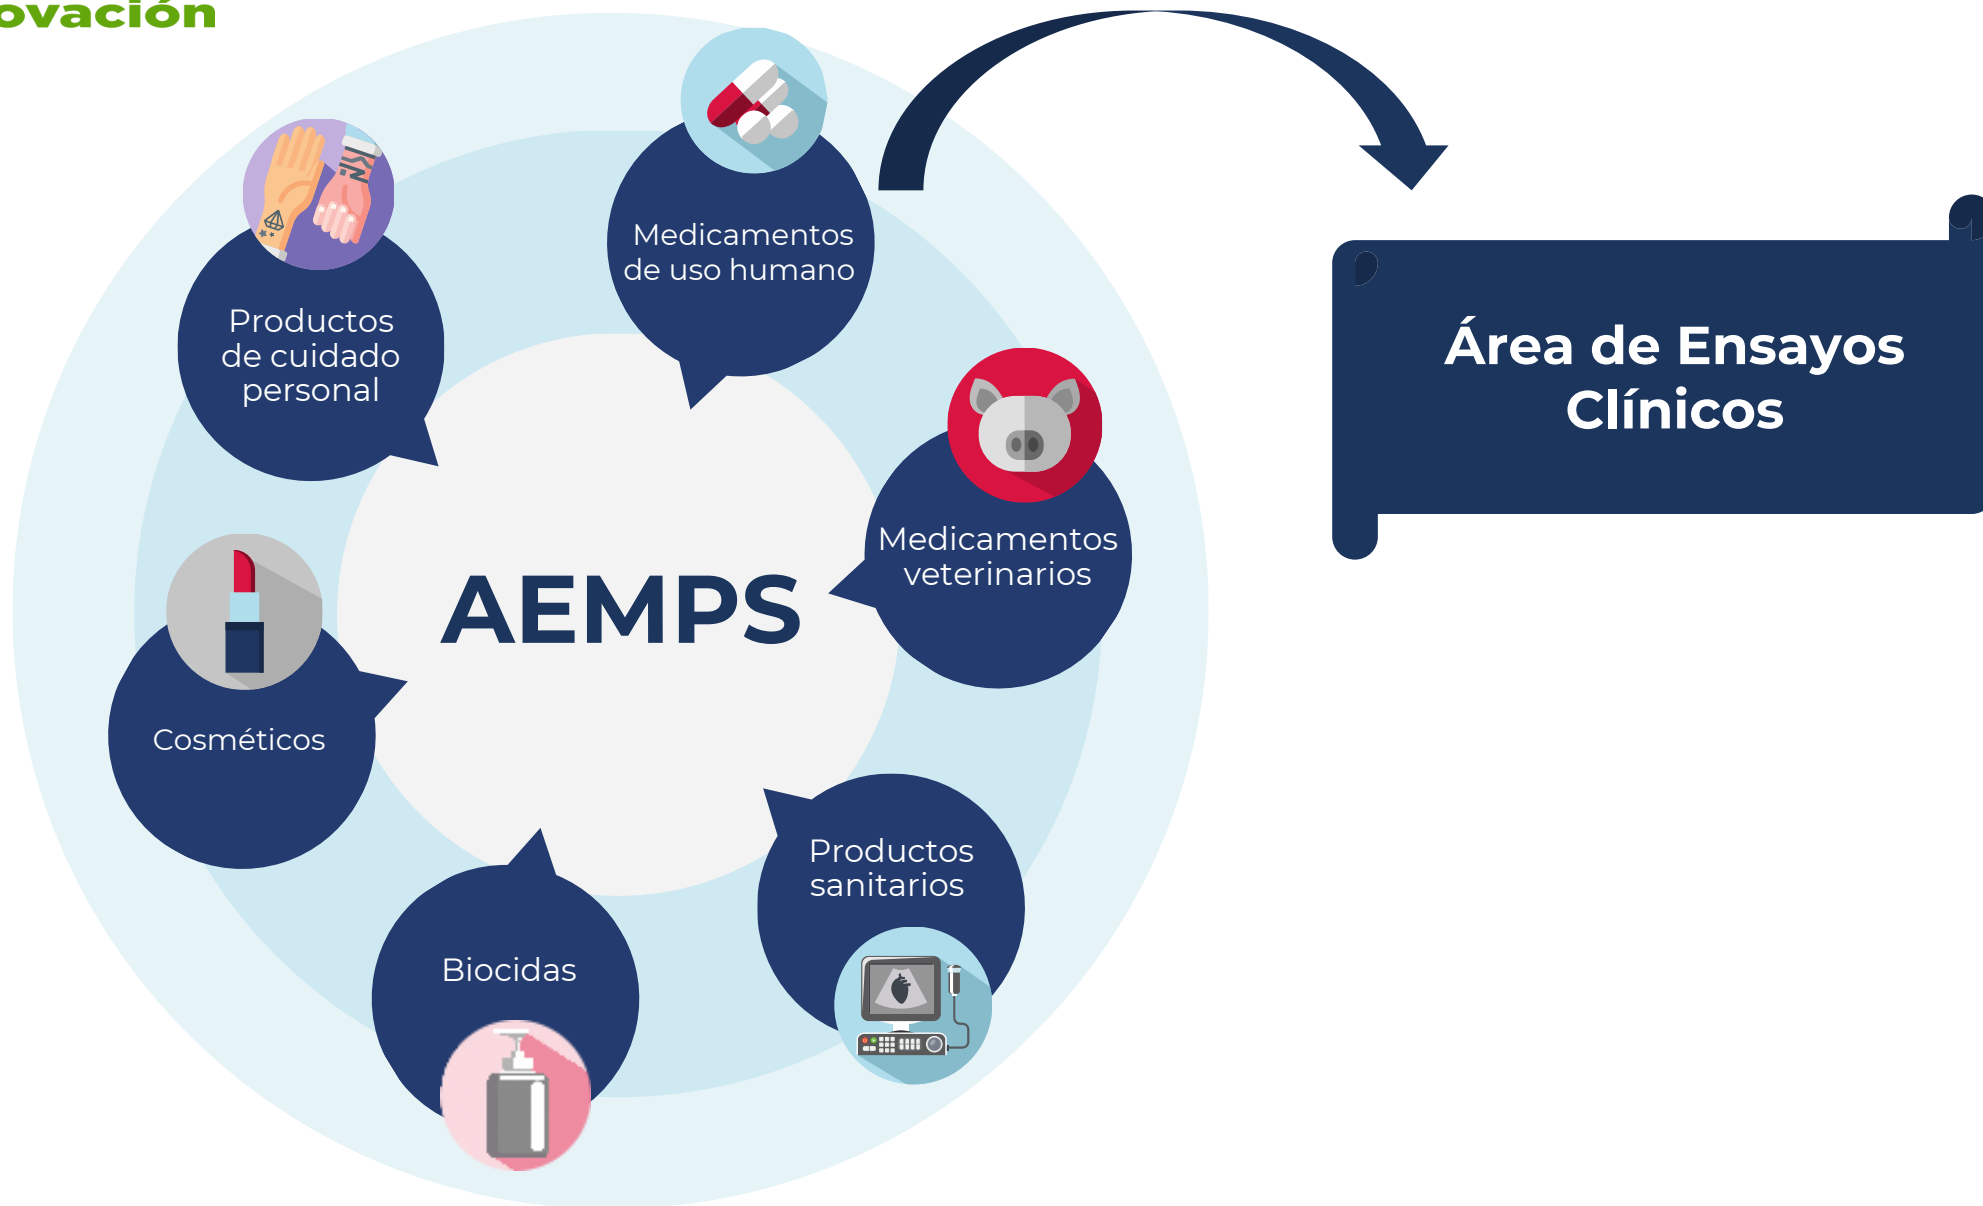 ovación
Medicamentos
de uso humano
Productos
de cuidado
personal
Área de Ensayos
Clínicos
Medicamentos
veterinarios
AEMPS
Cosméticos
Productos
sanitarios
Biocidas